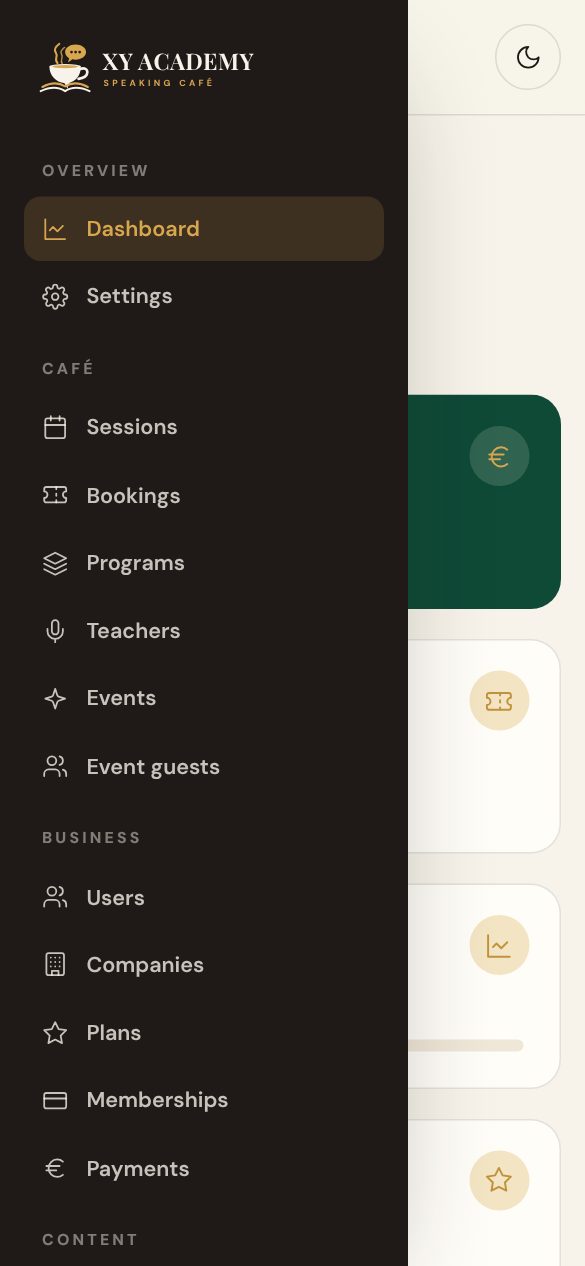 XY ACADEMY
SPEAKING CAFÉ
OVERVIEW
Dashboard
Settings
CAFÉ
Sessions
Bookings
Programs
Teachers
Events
Event guests
BUSINESS
Users
Companies
Plans
Memberships
Payments
CONTENT